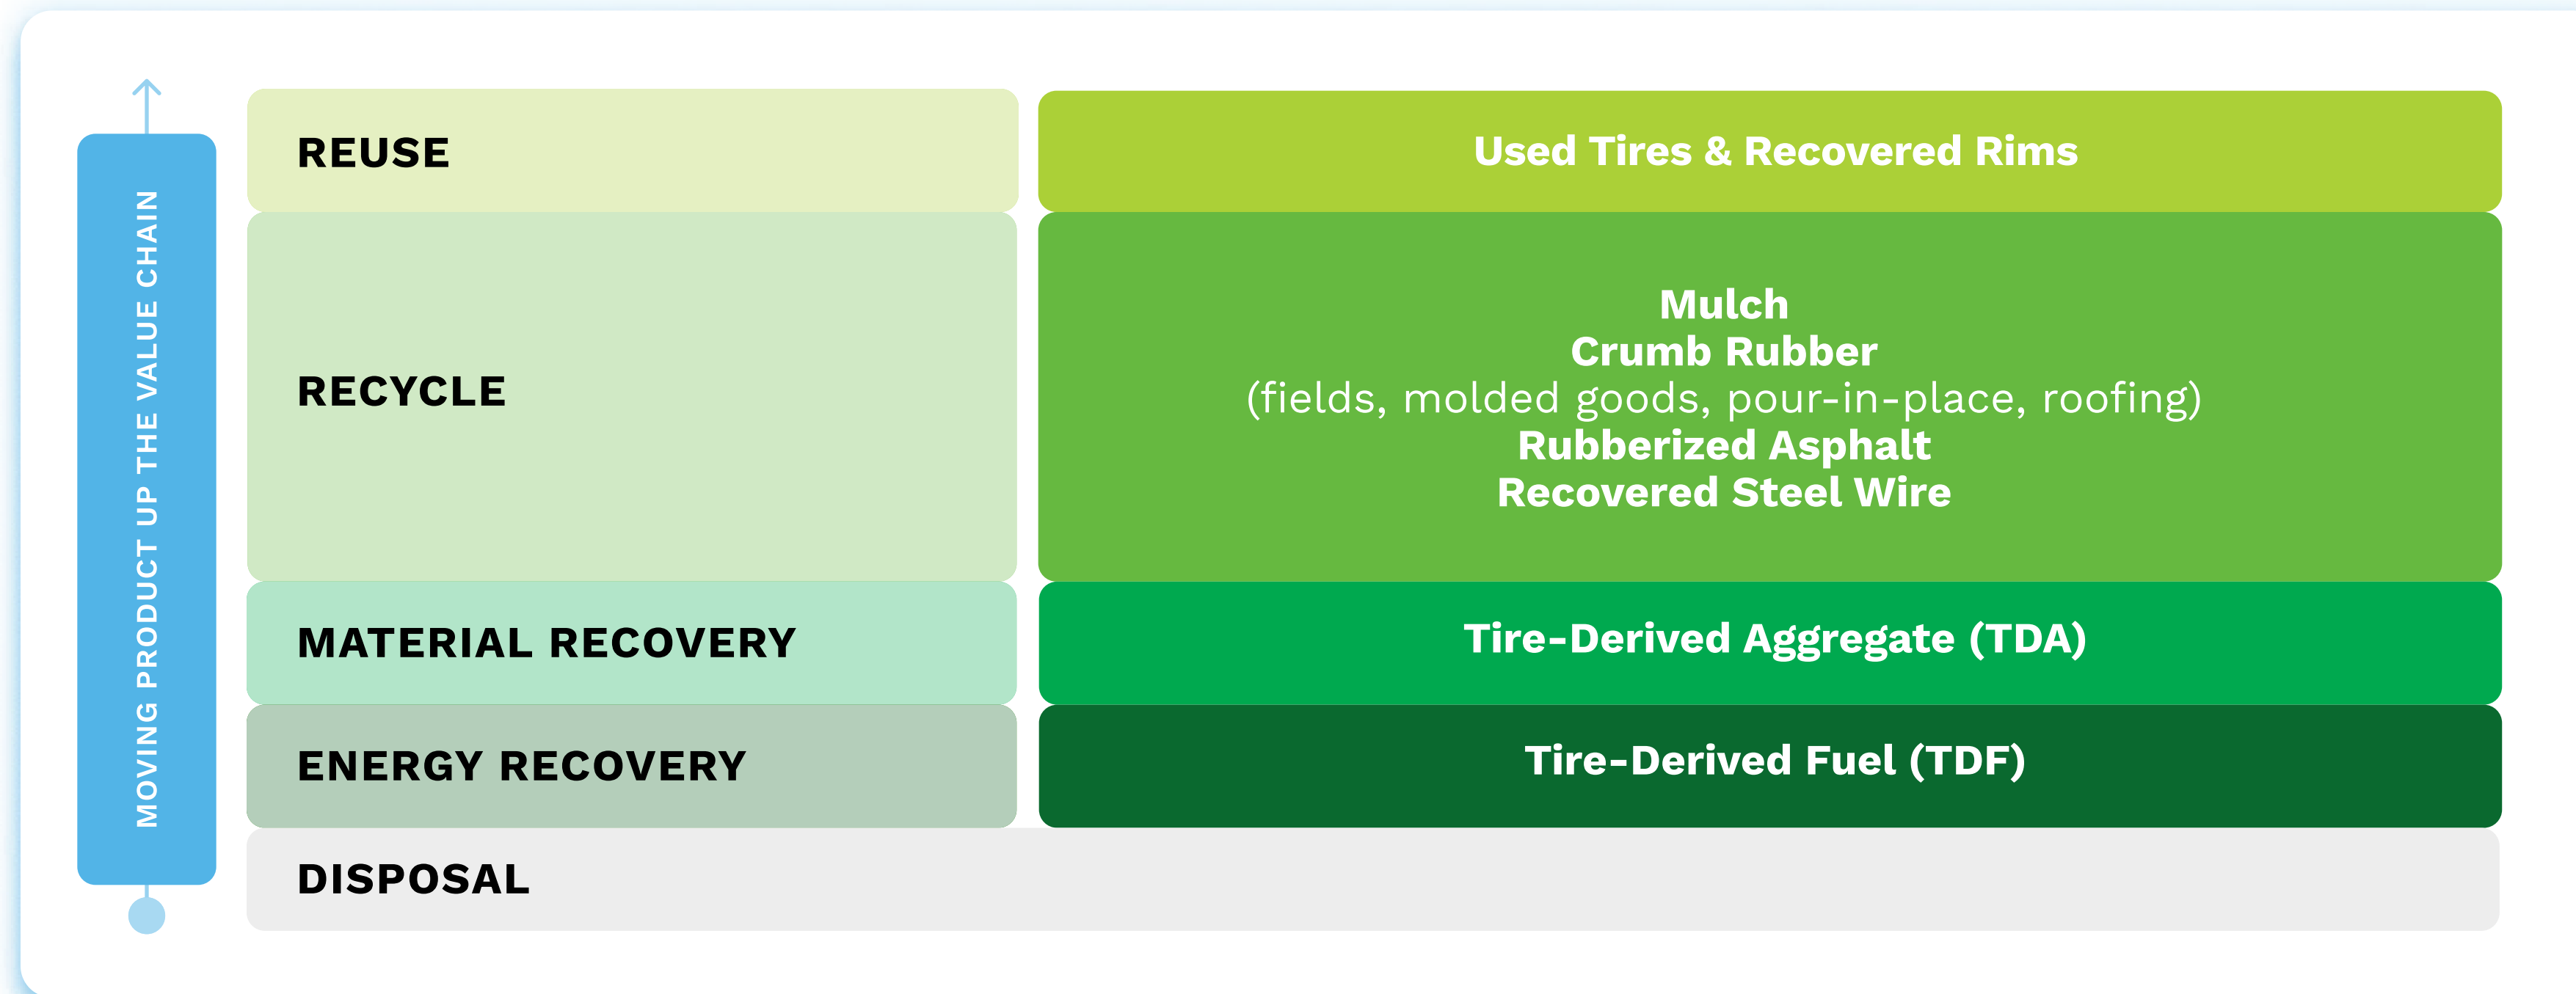 MOVING PRODUCT UP THE VALUE CHAIN
REUSE
Used Tires & Recovered Rims
RECYCLE
Mulch
Crumb Rubber
(fields, molded goods, pour-in-place, roofing)
Rubberized Asphalt
Recovered Steel Wire
MATERIAL RECOVERY
Tire-Derived Aggregate (TDA)
ENERGY RECOVERY
Tire-Derived Fuel (TDF)
DISPOSAL